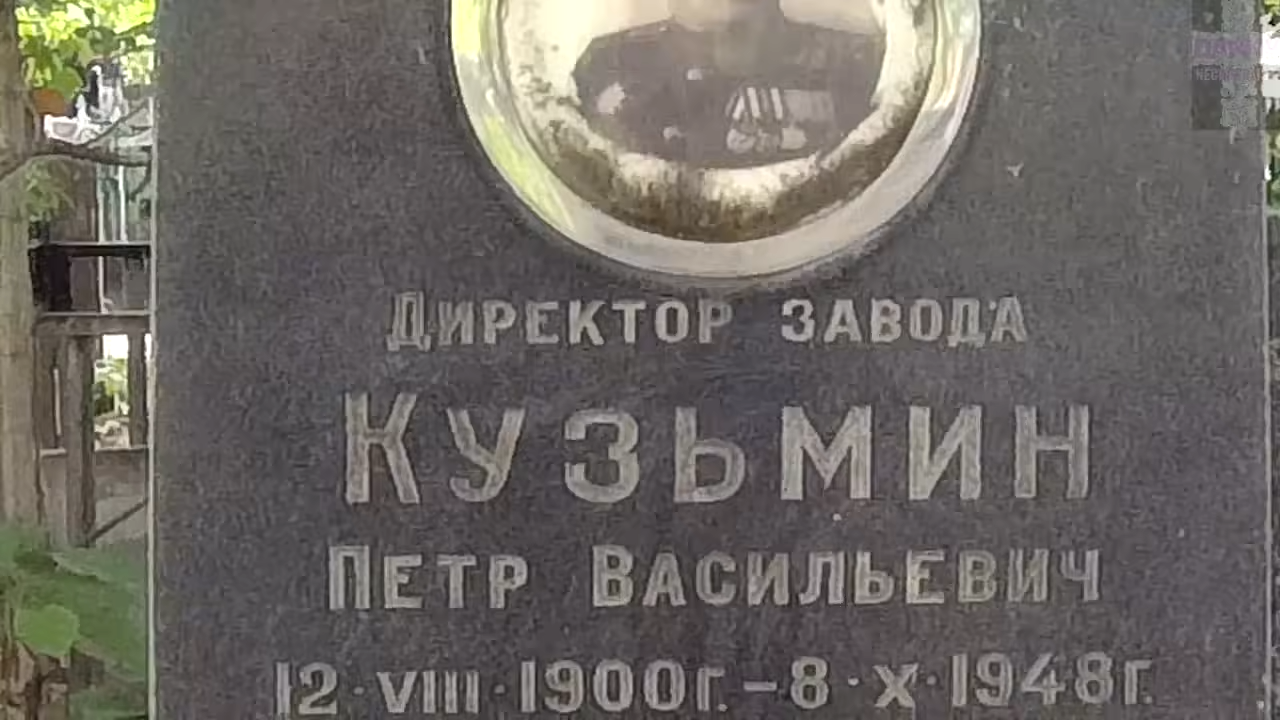 Директор завода
Кузьмин
Петр Васильевич
12·VIII·1900г.–8·X·1948г.